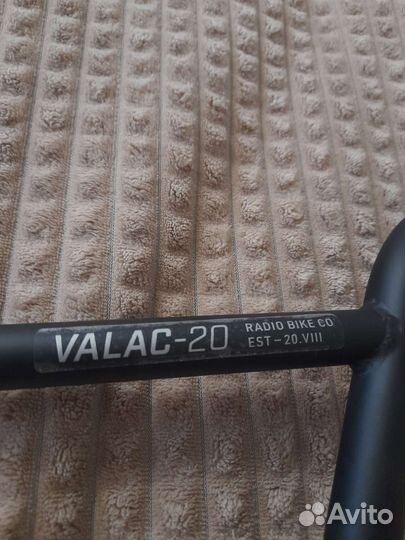 VALAC-20
RADIO BIKE CO
EST-20.VIII
Avito